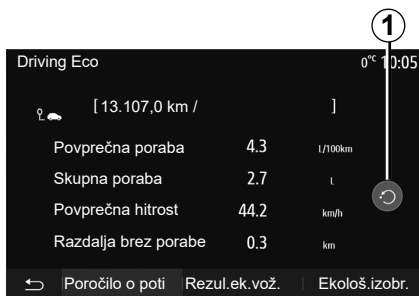 1
Driving Eco 0°C 10:05
[ 13.107,0 km / ]
Povprečna poraba 4.3 L/100km
Skupna poraba 2.7 L
Povprečna hitrost 44.2 km/h
Razdalja brez porabe 0.3 km
Poročilo o poti Rezul.ek.vož. Ekološ.izobr.